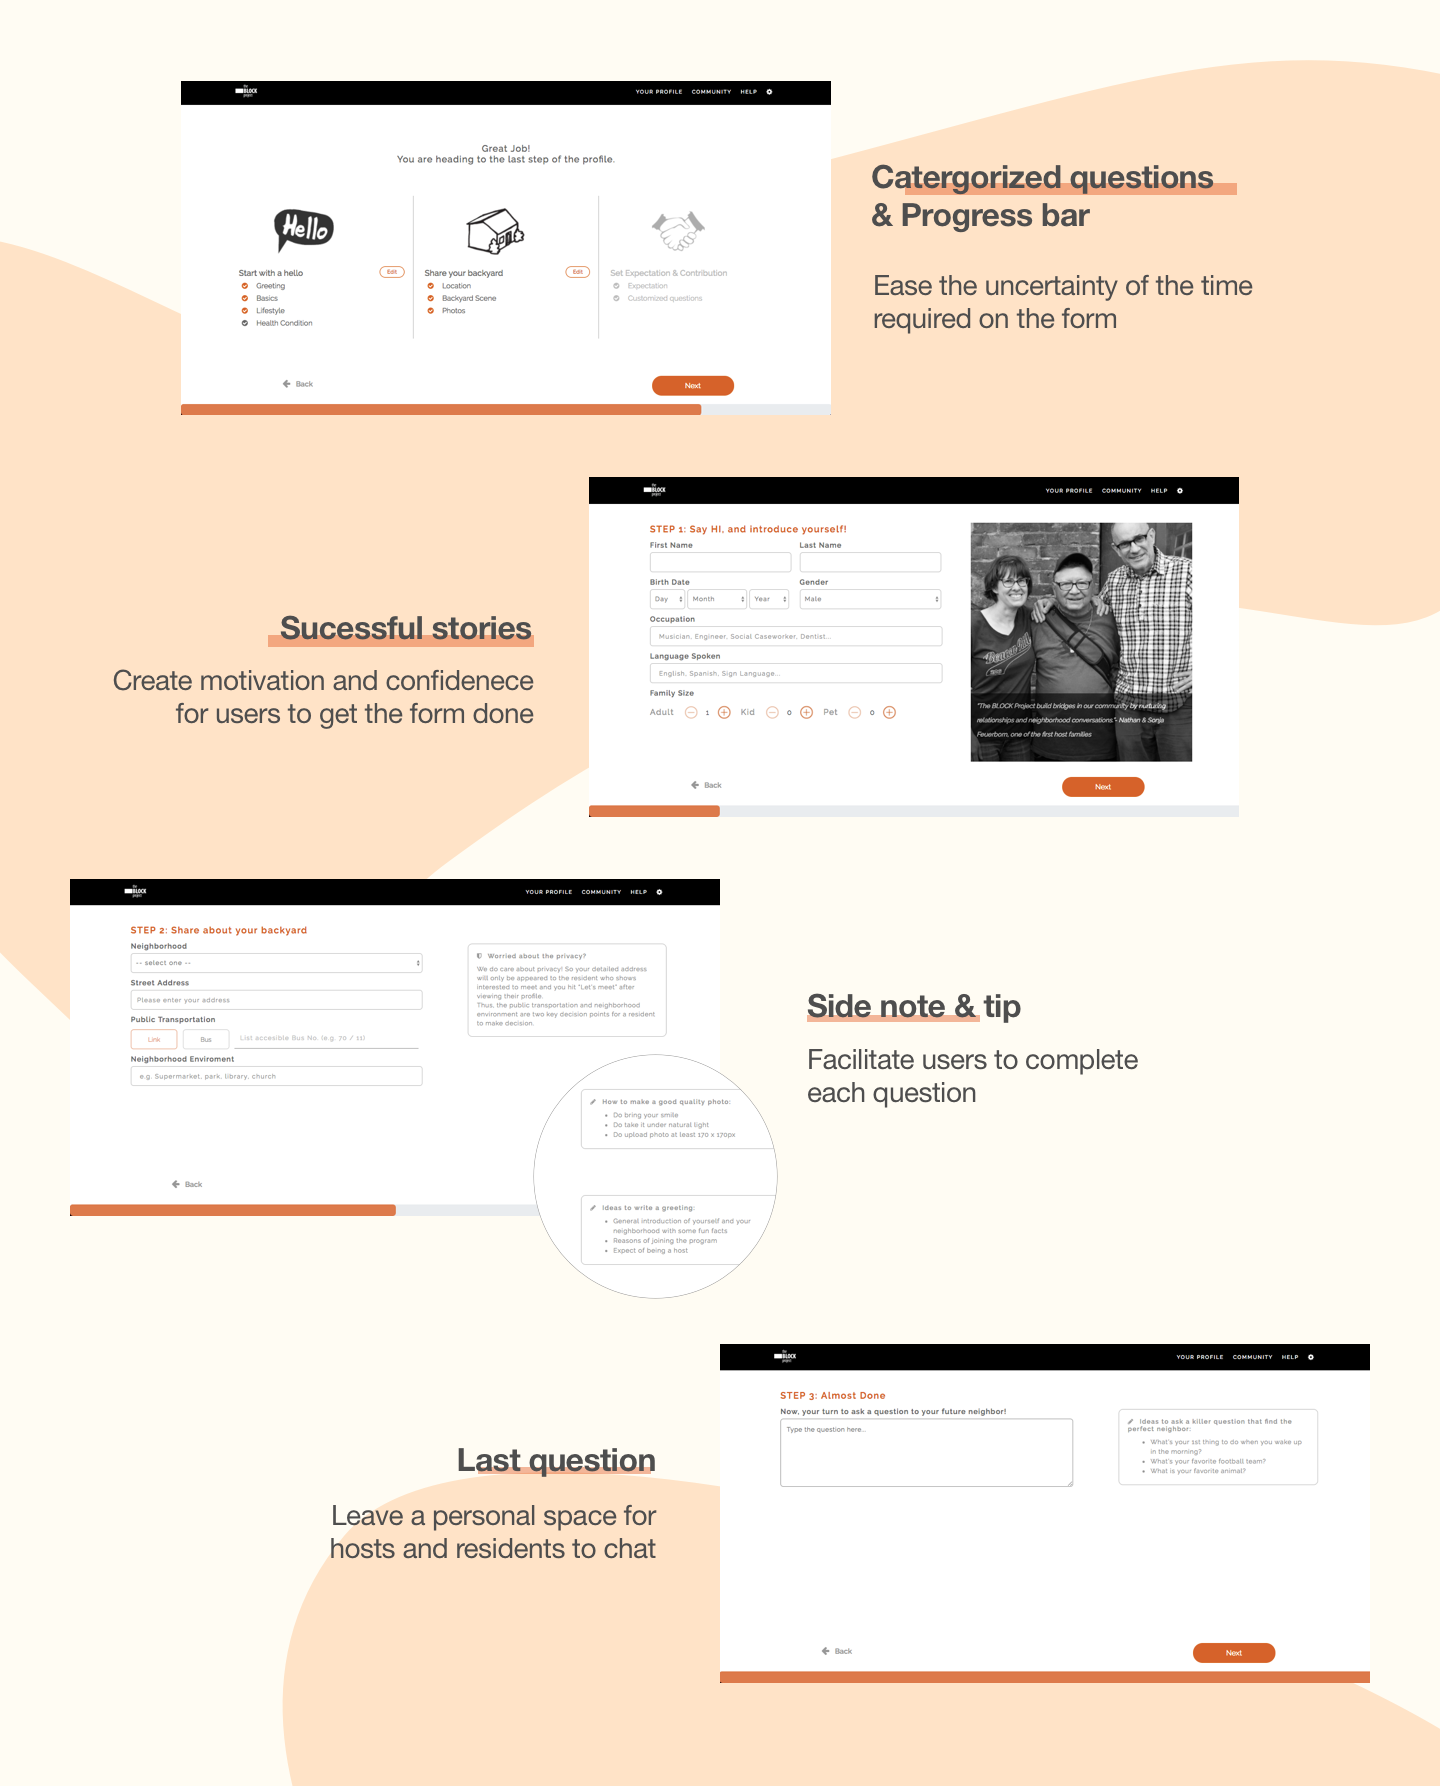 the
BLOCK
project
YOUR PROFILE COMMUNITY HELP
Great Job!
You are heading to the last step of the profile.
Hello
Start with a hello
Edit
Greeting
Basics
Lifestyle
Health Condition
Share your backyard
Edit
Location
Backyard Scene
Photos
Set Expectation & Contribution
Expectation
Customized questions
Back
Next
Catergorized questions
& Progress bar
Ease the uncertainty of the time
required on the form
the
BLOCK
project
YOUR PROFILE COMMUNITY HELP
STEP 1: Say HI, and introduce yourself!
First Name Last Name
Birth Date Gender
Day Month Year Male
Occupation
Musician, Engineer, Social Caseworker, Dentist...
Language Spoken
English, Spanish, Sign Language...
Family Size
Adult 1 Kid 0 Pet 0
"The BLOCK Project build bridges in our community by nurturing
relationships and neighborhood conversations."- Nathan & Sonja
Feuerborn, one of the first host families
Back
Next
Sucessful stories
Create motivation and confidenece
for users to get the form done
the
BLOCK
project
YOUR PROFILE COMMUNITY HELP
STEP 2: Share about your backyard
Neighborhood
-- select one --
Street Address
Please enter your address
Public Transportation
Link Bus List accesible Bus No. (e.g. 70 / 11)
Neighborhood Enviroment
e.g. Supermarket, park, library, church
Worried about the privacy?
We do care about privacy! So your detailed address
will only be appeared to the resident who shows
interested to meet and you hit "Let's meet" after
viewing their profile.
Thus, the public transportation and neighborhood
environment are two key decision points for a resident
to make decision.
How to make a good quality photo:
Do bring your smile
Do take it under natural light
Do upload photo at least 170 x 170px
Ideas to write a greeting:
General introduction of yourself and your
neighborhood with some fun facts
Reasons of joining the program
Expect of being a host
Back
Side note & tip
Facilitate users to complete
each question
the
BLOCK
project
YOUR PROFILE COMMUNITY HELP
STEP 3: Almost Done
Now, your turn to ask a question to your future neighbor!
Type the question here...
Ideas to ask a killer question that find the
perfect neighbor:
What's your 1st thing to do when you wake up
in the morning?
What's your favorite football team?
What is your favorite animal?
Back
Next
Last question
Leave a personal space for
hosts and residents to chat